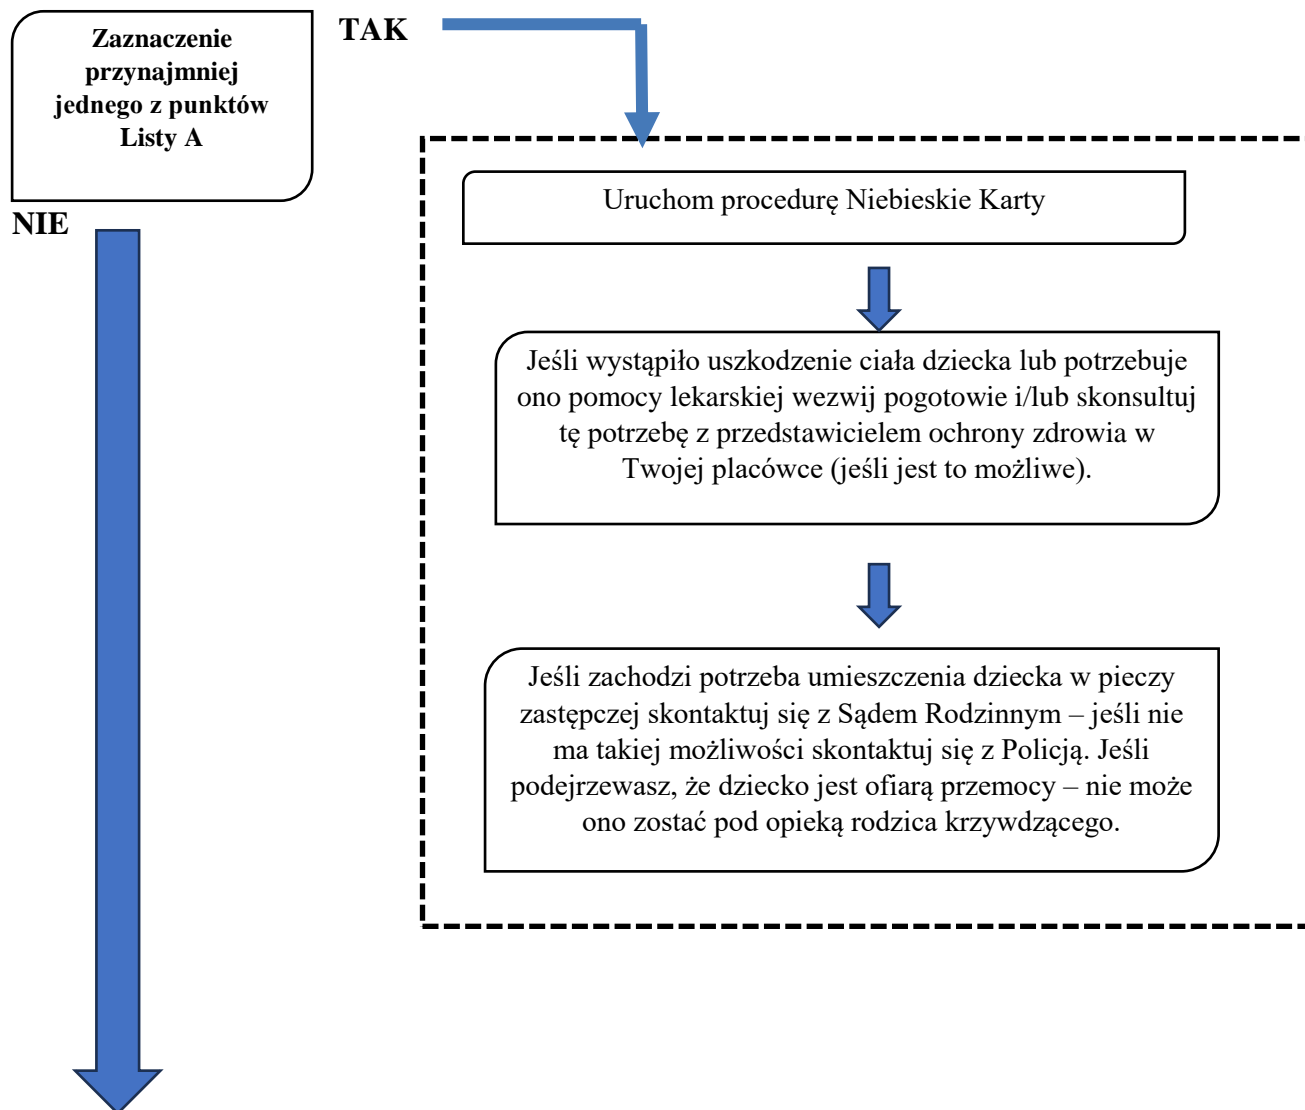 Zaznaczenie
przynajmniej
jednego z punktów
Listy A
TAK
NIE
Uruchom procedurę Niebieskie Karty
Jeśli wystąpiło uszkodzenie ciała dziecka lub potrzebuje
ono pomocy lekarskiej wezwij pogotowie i/lub skonsultuj
tę potrzebę z przedstawicielem ochrony zdrowia w
Twojej placówce (jeśli jest to możliwe).
Jeśli zachodzi potrzeba umieszczenia dziecka w pieczy
zastępczej skontaktuj się z Sądem Rodzinnym – jeśli nie
ma takiej możliwości skontaktuj się z Policją. Jeśli
podejrzewasz, że dziecko jest ofiarą przemocy – nie może
ono zostać pod opieką rodzica krzywdzącego.